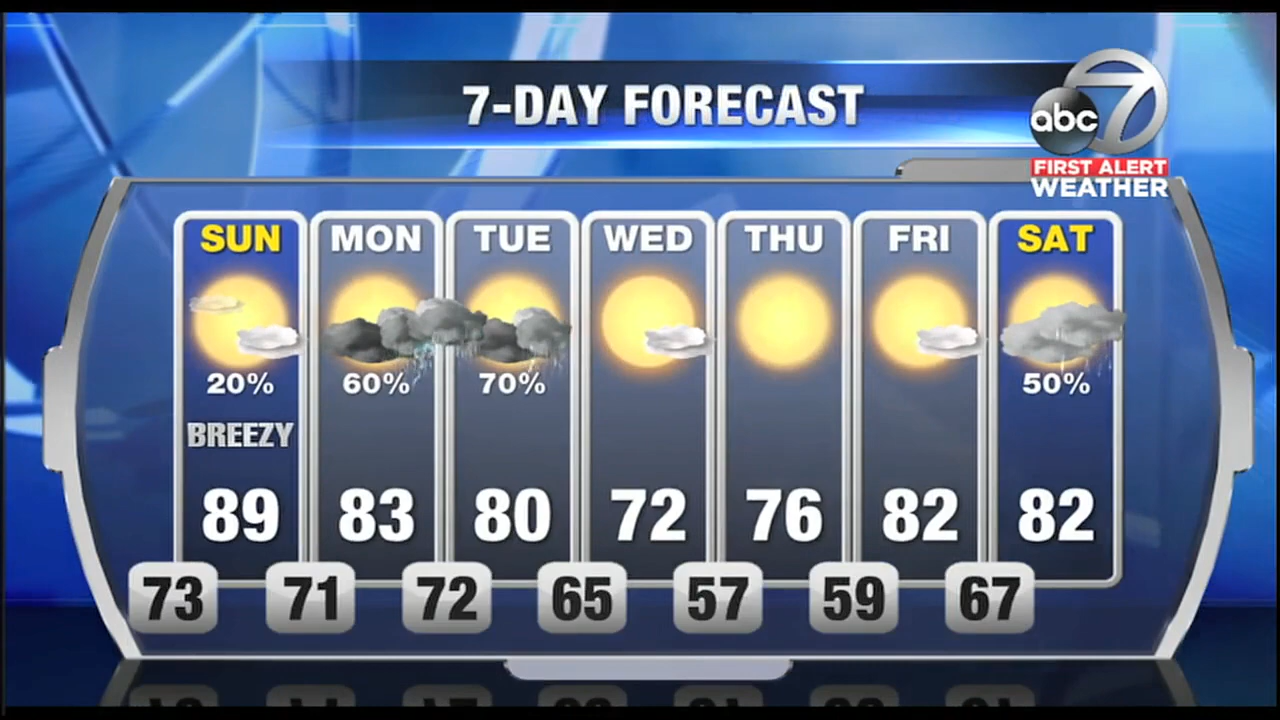 7-DAY FORECAST
abc 7
FIRST ALERT
WEATHER
SUN MON TUE WED THU FRI SAT
20% 60% 70% 50%
BREEZY
89 83 80 72 76 82 82
73 71 72 65 57 59 67